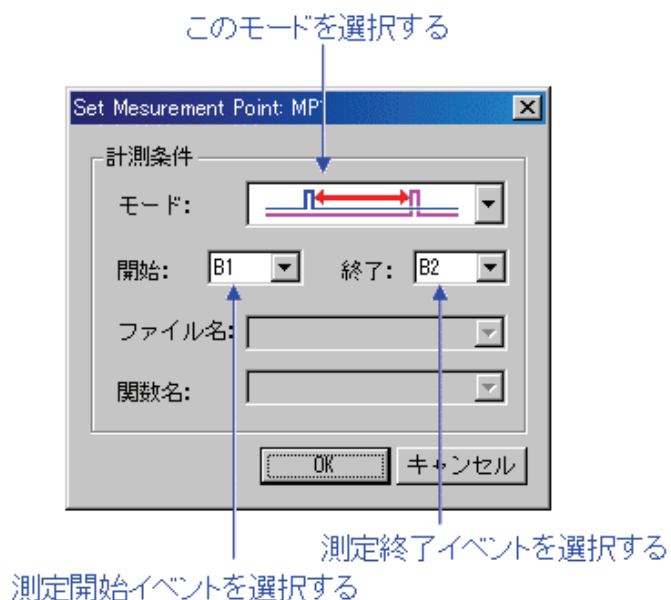 このモードを選択する
Set Mesurement Point: MP
計測条件
モード:
開始: B1 終了: B2
ファイル名:
関数名:
OK キャンセル
測定終了イベントを選択する
測定開始イベントを選択する